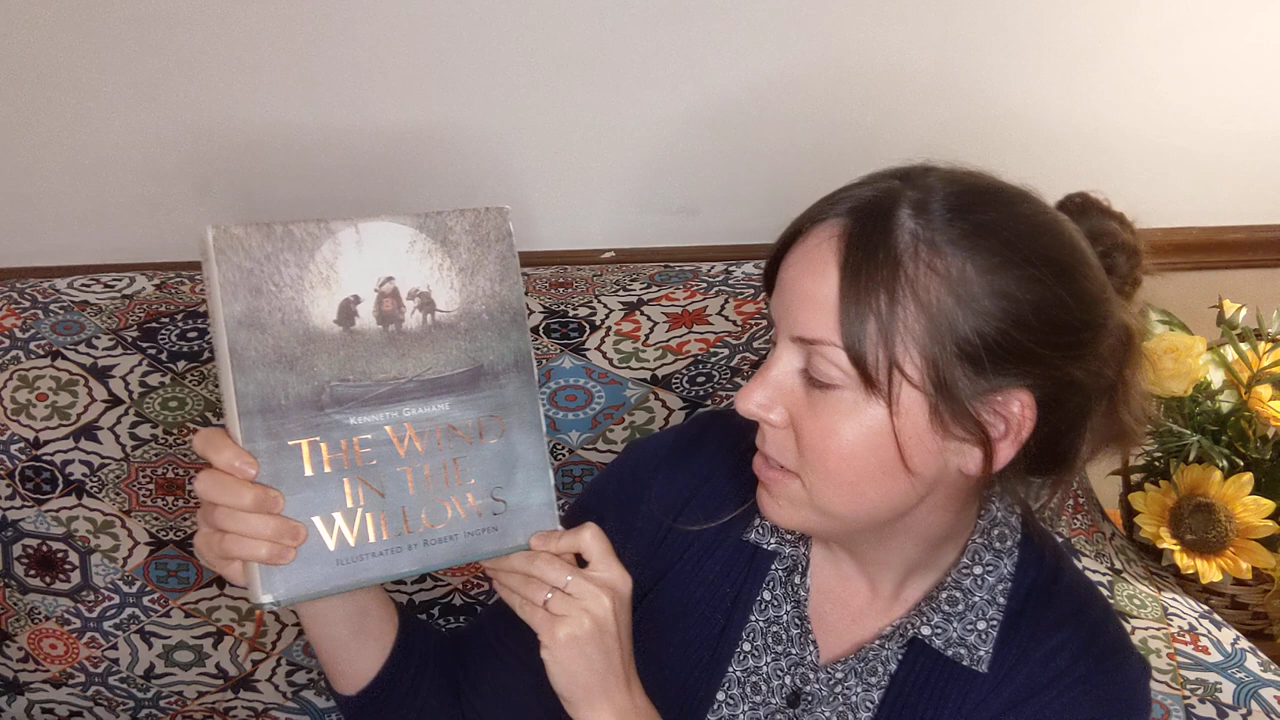 KENNETH GRAHAME
THE WIND
IN THE
WILLOWS
ILLUSTRATED BY ROBERT INGPEN